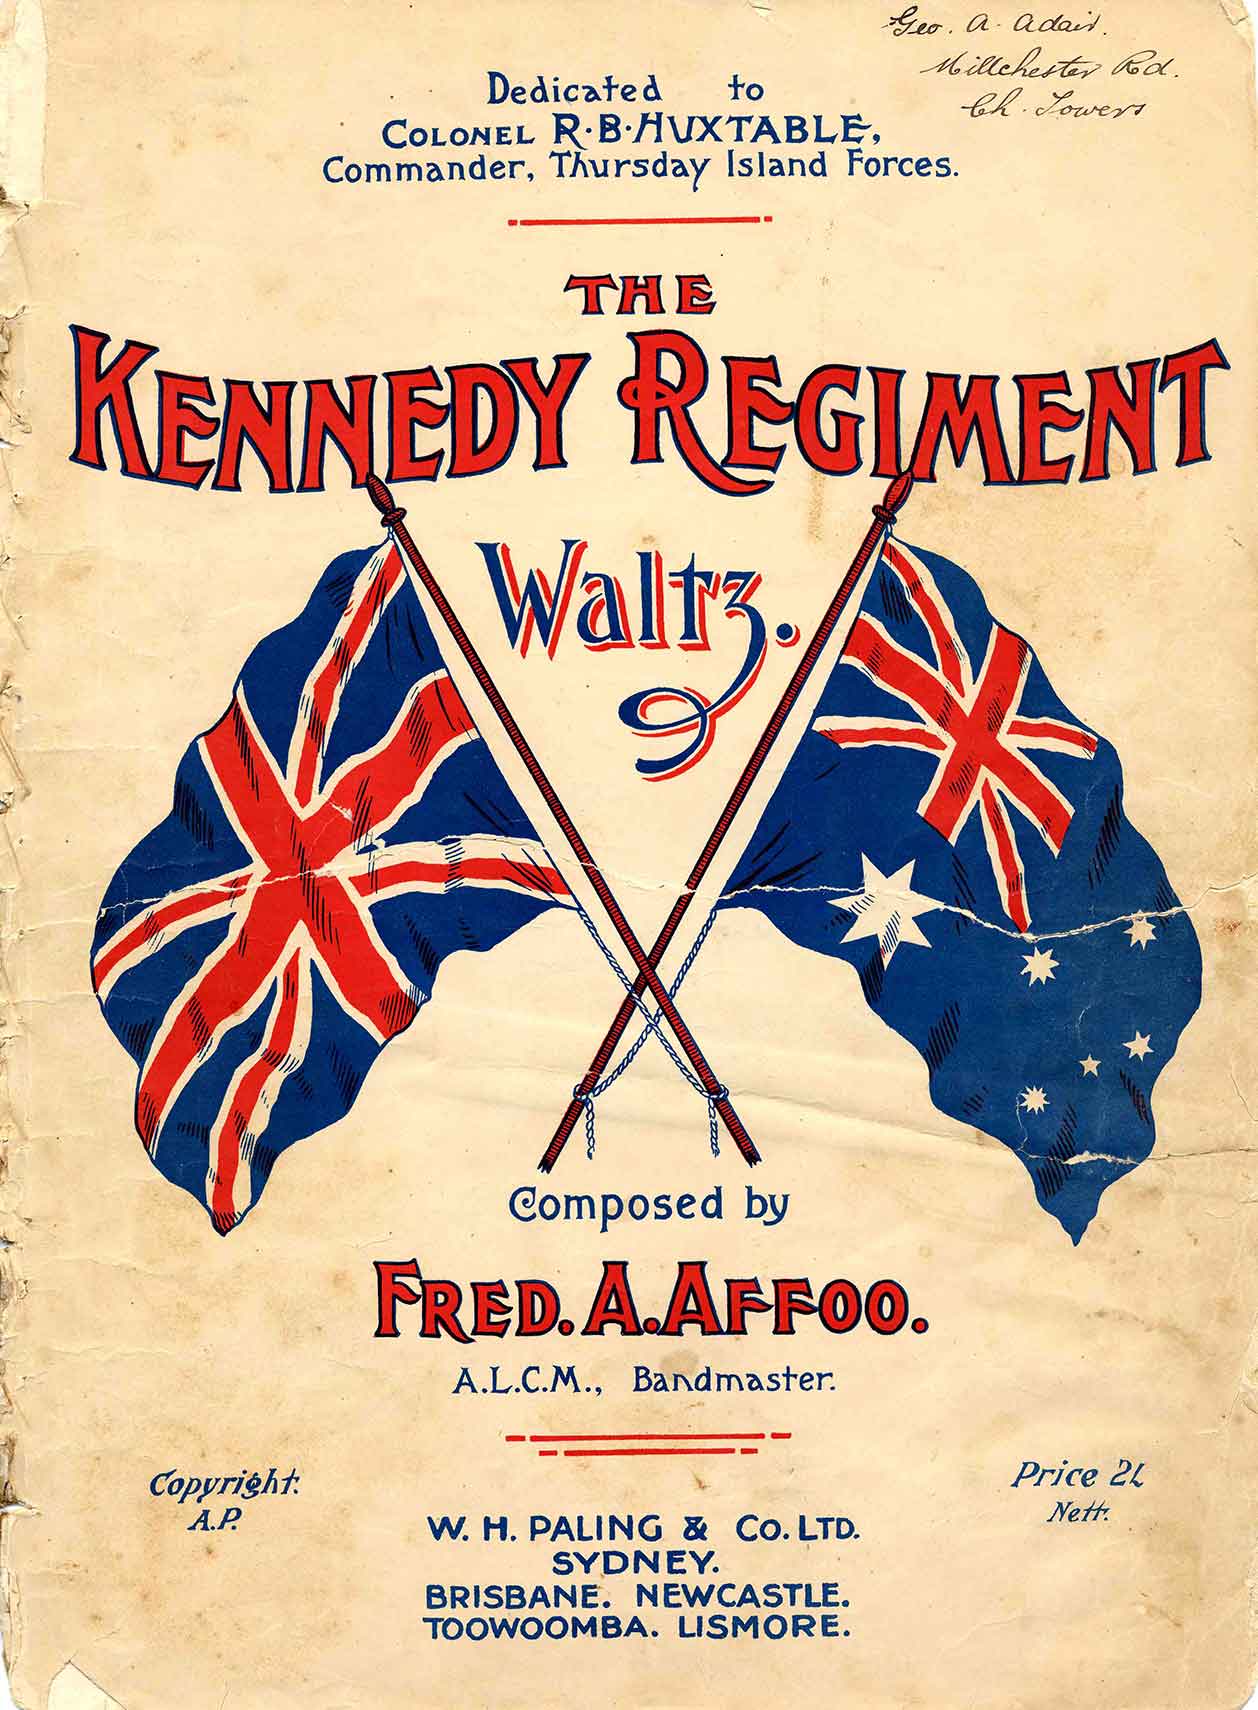 Geo. A. Adair.
Millchester Rd.
Ch. Towers
Dedicated to
COLONEL R·B·HUXTABLE,
Commander, Thursday Island Forces.
THE
KENNEDY REGIMENT
Waltz.
Composed by
FRED. A. AFFOO.
A.L.C.M., Bandmaster.
Copyright.
A.P.
Price 2/-
Nett.
W. H. PALING & Co. LTD.
SYDNEY.
BRISBANE. NEWCASTLE.
TOOWOOMBA. LISMORE.